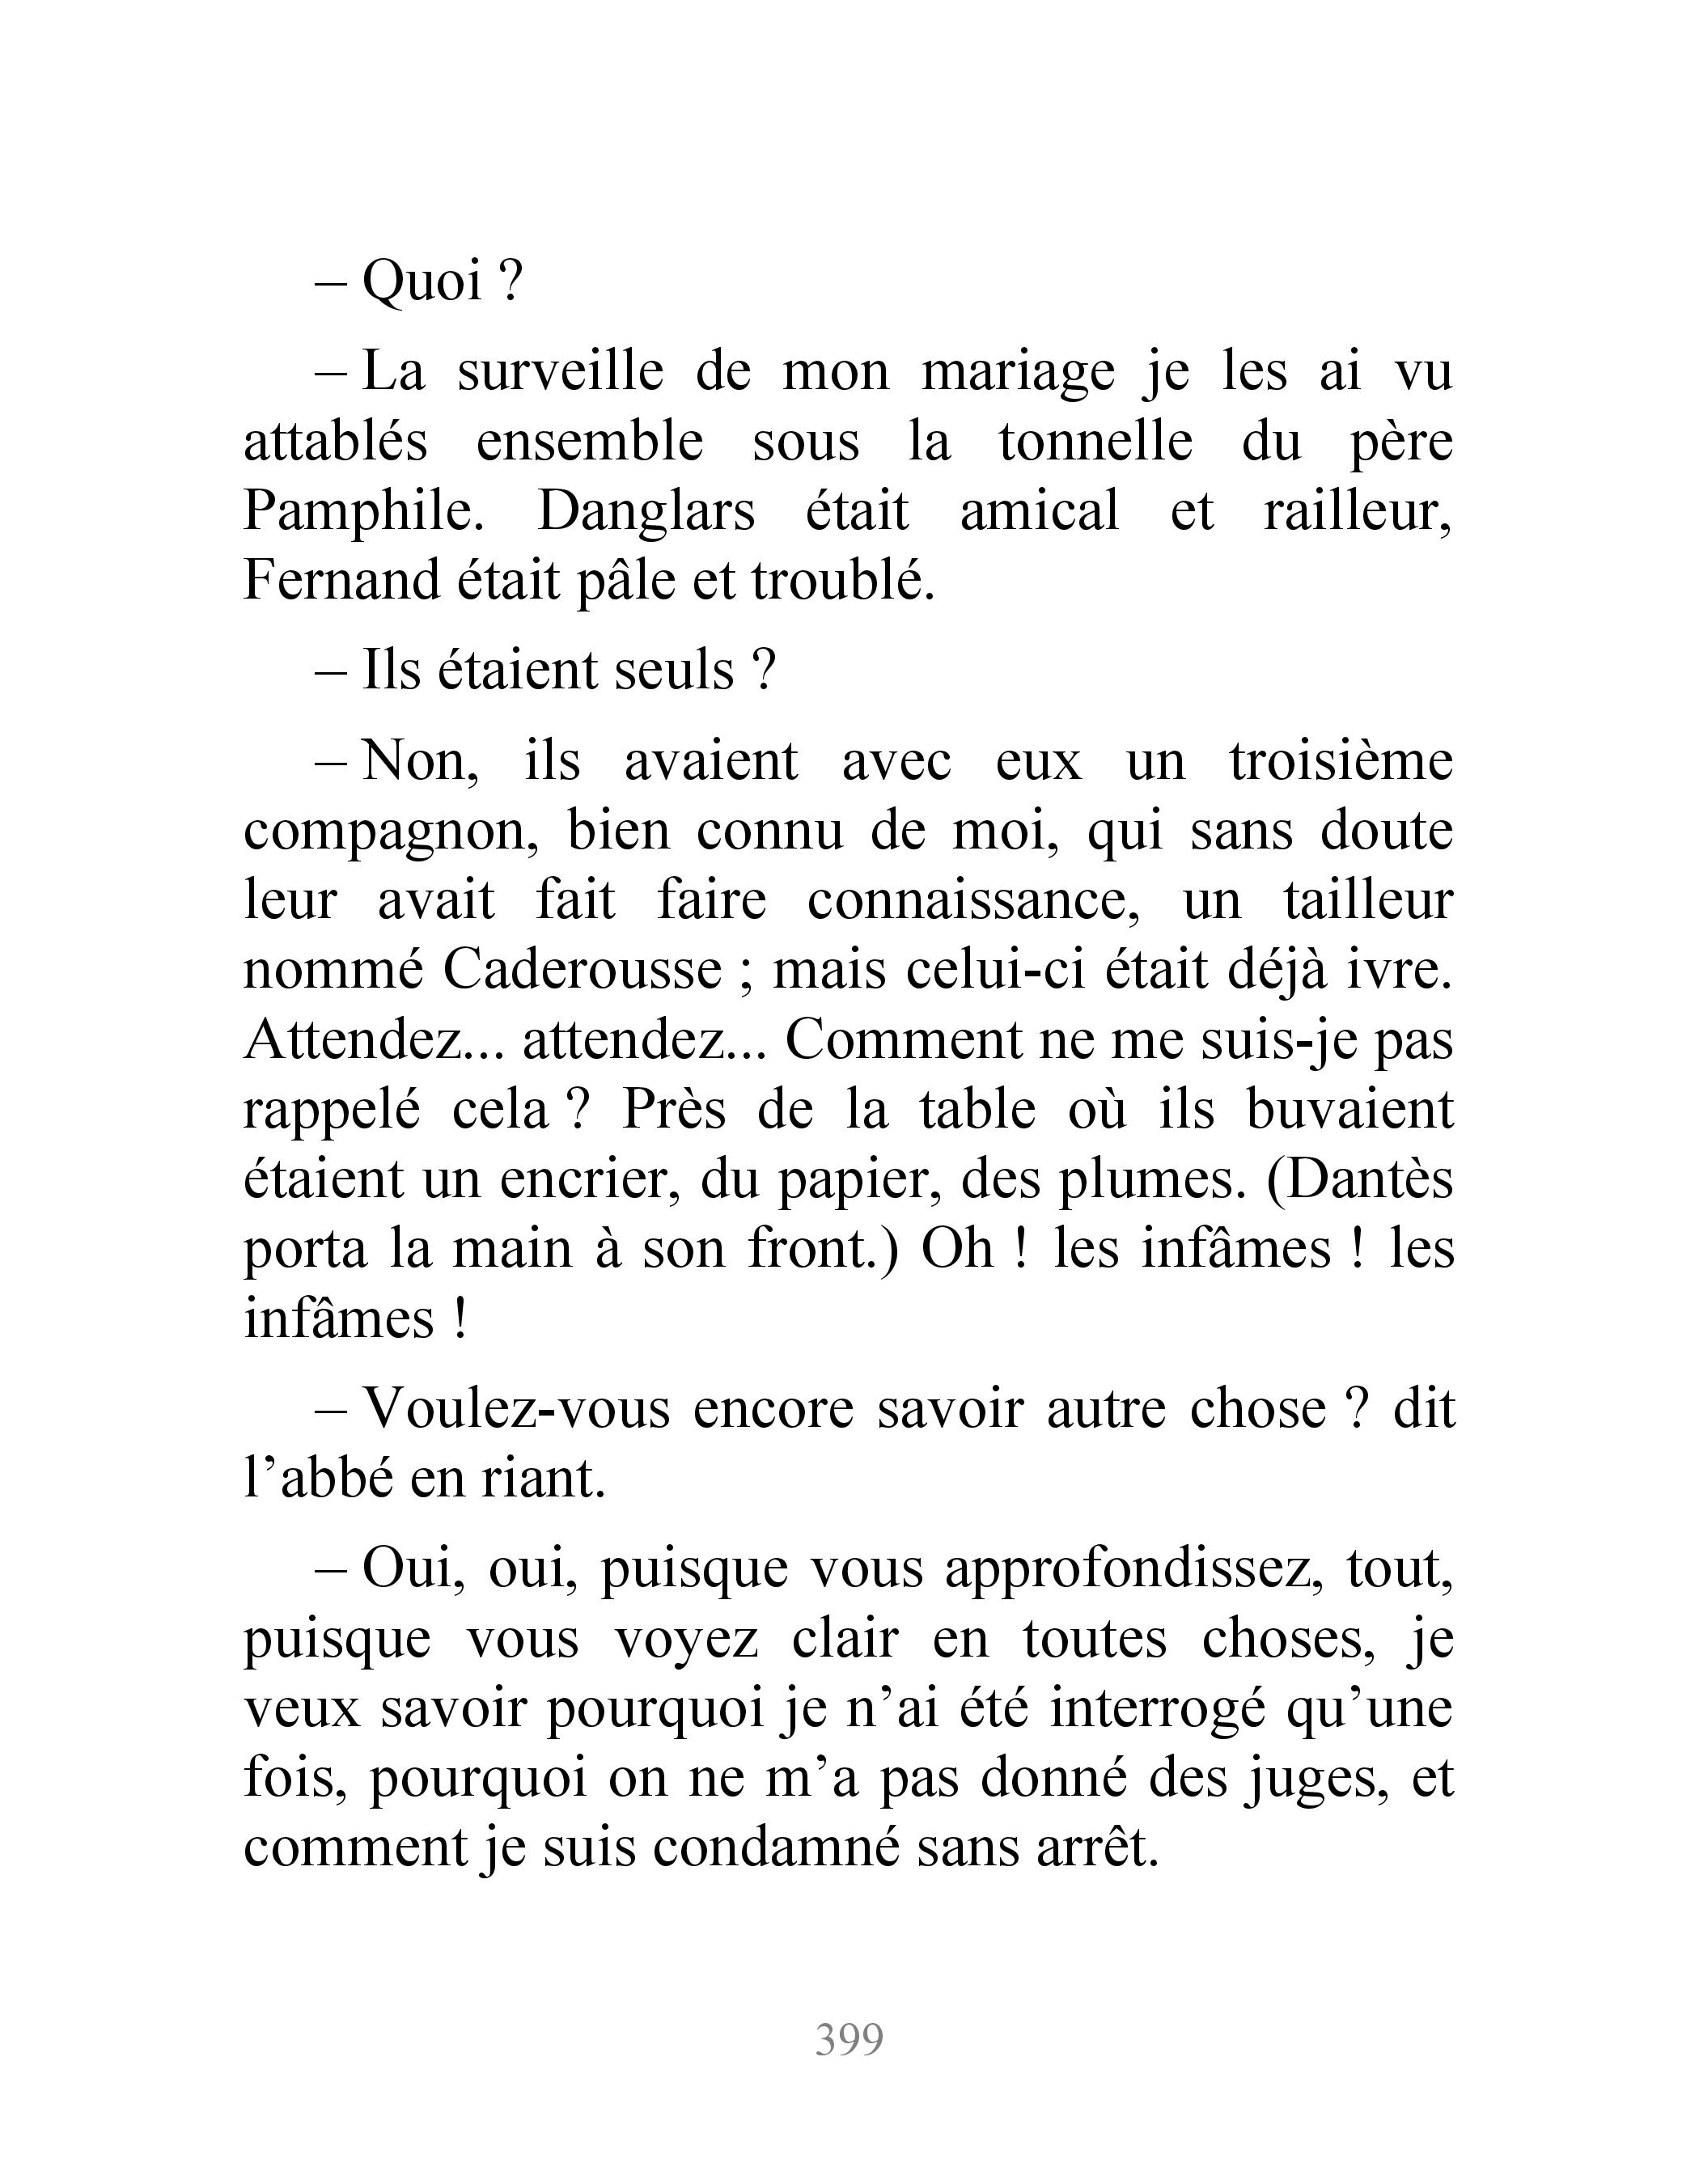 – Quoi ?
– La surveille de mon mariage je les ai vu
attablés ensemble sous la tonnelle du père
Pamphile. Danglars était amical et railleur,
Fernand était pâle et troublé.
– Ils étaient seuls ?
– Non, ils avaient avec eux un troisième
compagnon, bien connu de moi, qui sans doute
leur avait fait faire connaissance, un tailleur
nommé Caderousse ; mais celui-ci était déjà ivre.
Attendez... attendez... Comment ne me suis-je pas
rappelé cela ? Près de la table où ils buvaient
étaient un encrier, du papier, des plumes. (Dantès
porta la main à son front.) Oh ! les infâmes ! les
infâmes !
– Voulez-vous encore savoir autre chose ? dit
l’abbé en riant.
– Oui, oui, puisque vous approfondissez, tout,
puisque vous voyez clair en toutes choses, je
veux savoir pourquoi je n’ai été interrogé qu’une
fois, pourquoi on ne m’a pas donné des juges, et
comment je suis condamné sans arrêt.
399